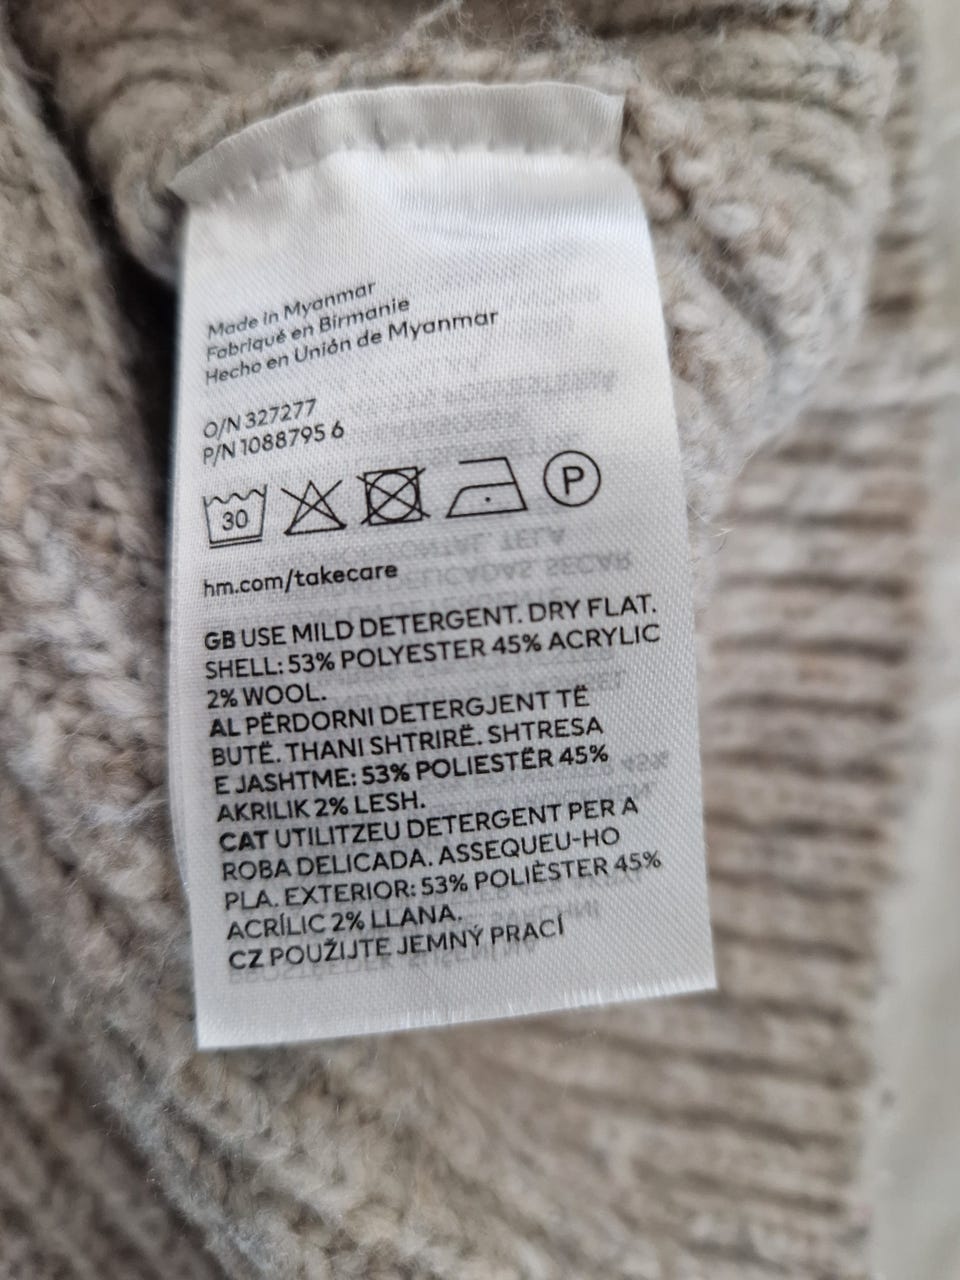 Made in Myanmar
Fabriqué en Birmanie
Hecho en Unión de Myanmar
O/N 327277
P/N 1088795 6
30 P
hm.com/takecare
GB USE MILD DETERGENT. DRY FLAT.
SHELL: 53% POLYESTER 45% ACRYLIC
2% WOOL.
AL PËRDORNI DETERGJENT TË
BUTË. THANI SHTRIRË. SHTRESA
E JASHTME: 53% POLIESTËR 45%
AKRILIK 2% LESH.
CAT UTILITZEU DETERGENT PER A
ROBA DELICADA. ASSEQUEU-HO
PLA. EXTERIOR: 53% POLIÈSTER 45%
ACRÍLIC 2% LLANA.
CZ POUŽIJTE JEMNÝ PRACÍ